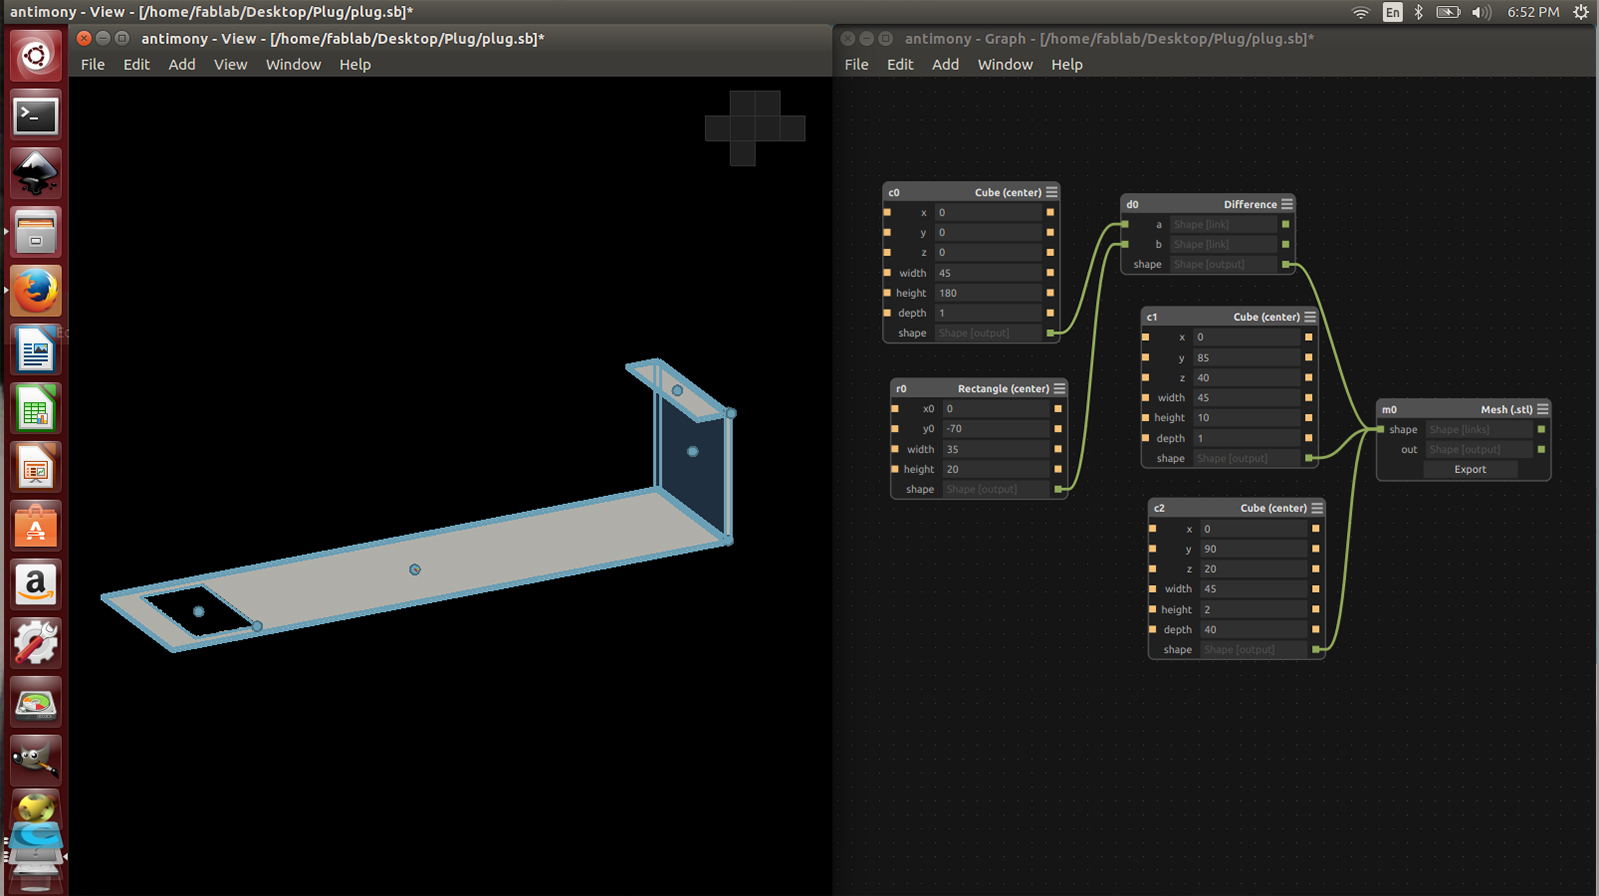 antimony - View - [/home/fablab/Desktop/Plug/plug.sb]*
En
6:52 PM
antimony - View - [/home/fablab/Desktop/Plug/plug.sb]*
File Edit Add View Window Help
antimony - Graph - [/home/fablab/Desktop/Plug/plug.sb]*
File Edit Add Window Help
c0 Cube (center)
x 0
y 0
z 0
width 45
height 180
depth 1
shape Shape [output]
r0 Rectangle (center)
x0 0
y0 -70
width 35
height 20
shape Shape [output]
d0 Difference
a Shape [link]
b Shape [link]
shape Shape [output]
c1 Cube (center)
x 0
y 85
z 40
width 45
height 10
depth 1
shape Shape [output]
c2 Cube (center)
x 0
y 90
z 20
width 45
height 2
depth 40
shape Shape [output]
m0 Mesh (.stl)
shape Shape [links]
out Shape [output]
Export